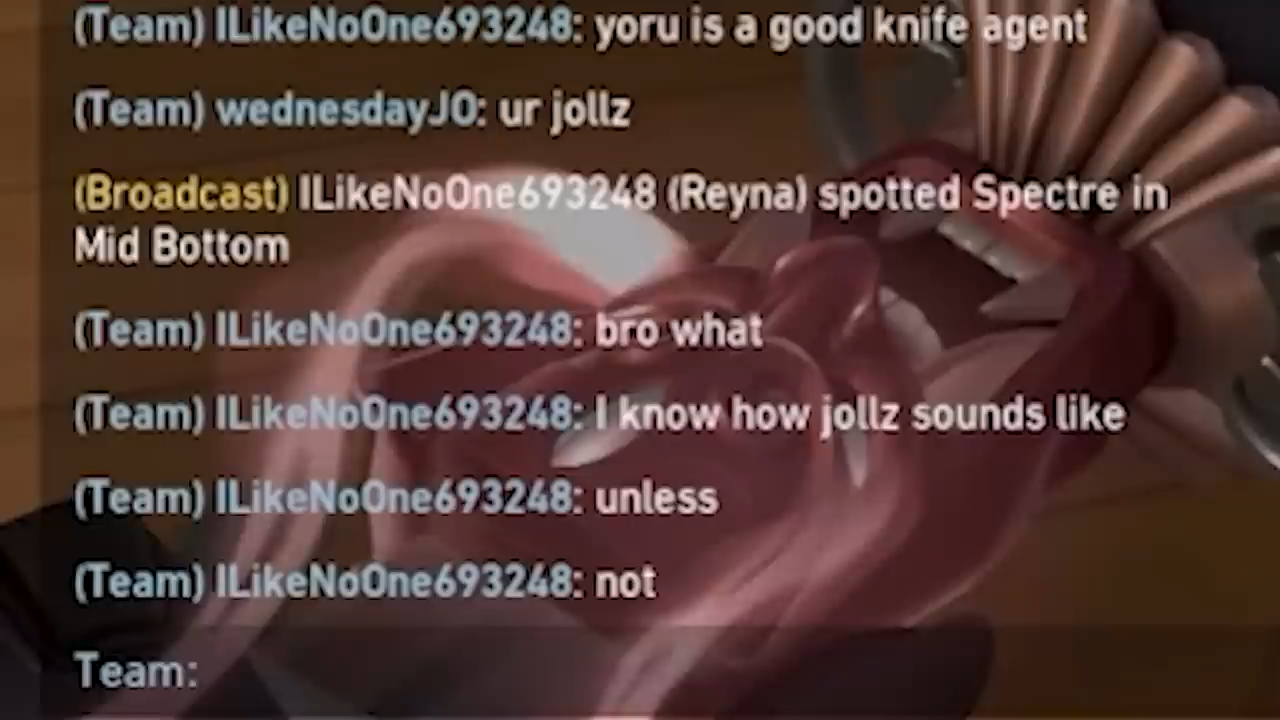 (Team) ILikeNoOne693248: yoru is a good knife agent
(Team) wednesdayJO: ur jollz
(Broadcast) ILikeNoOne693248 (Reyna) spotted Spectre in
Mid Bottom
(Team) ILikeNoOne693248: bro what
(Team) ILikeNoOne693248: I know how jollz sounds like
(Team) ILikeNoOne693248: unless
(Team) ILikeNoOne693248: not
Team: